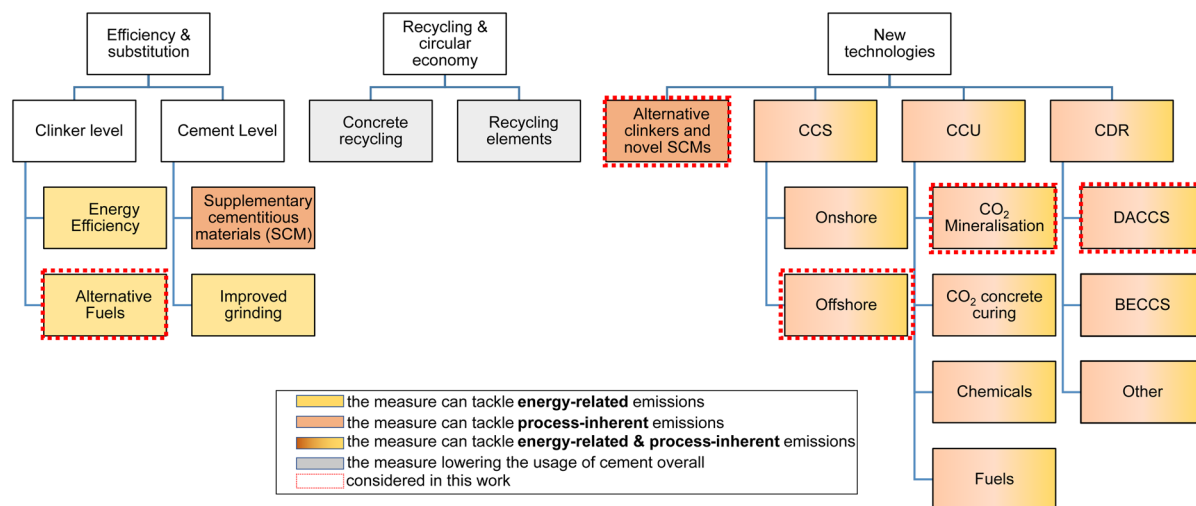 Efficiency &
substitution
Recycling &
circular
economy
New
technologies
Clinker level
Cement Level
Concrete
recycling
Recycling
elements
Alternative
clinkers and
novel SCMs
CCS
CCU
CDR
Energy
Efficiency
Supplementary
cementitious
materials (SCM)
Onshore
CO₂
Mineralisation
DACCS
Alternative
Fuels
Improved
grinding
Offshore
CO₂ concrete
curing
BECCS
Chemicals
Other
Fuels
the measure can tackle energy-related emissions
the measure can tackle process-inherent emissions
the measure can tackle energy-related & process-inherent emissions
the measure lowering the usage of cement overall
considered in this work